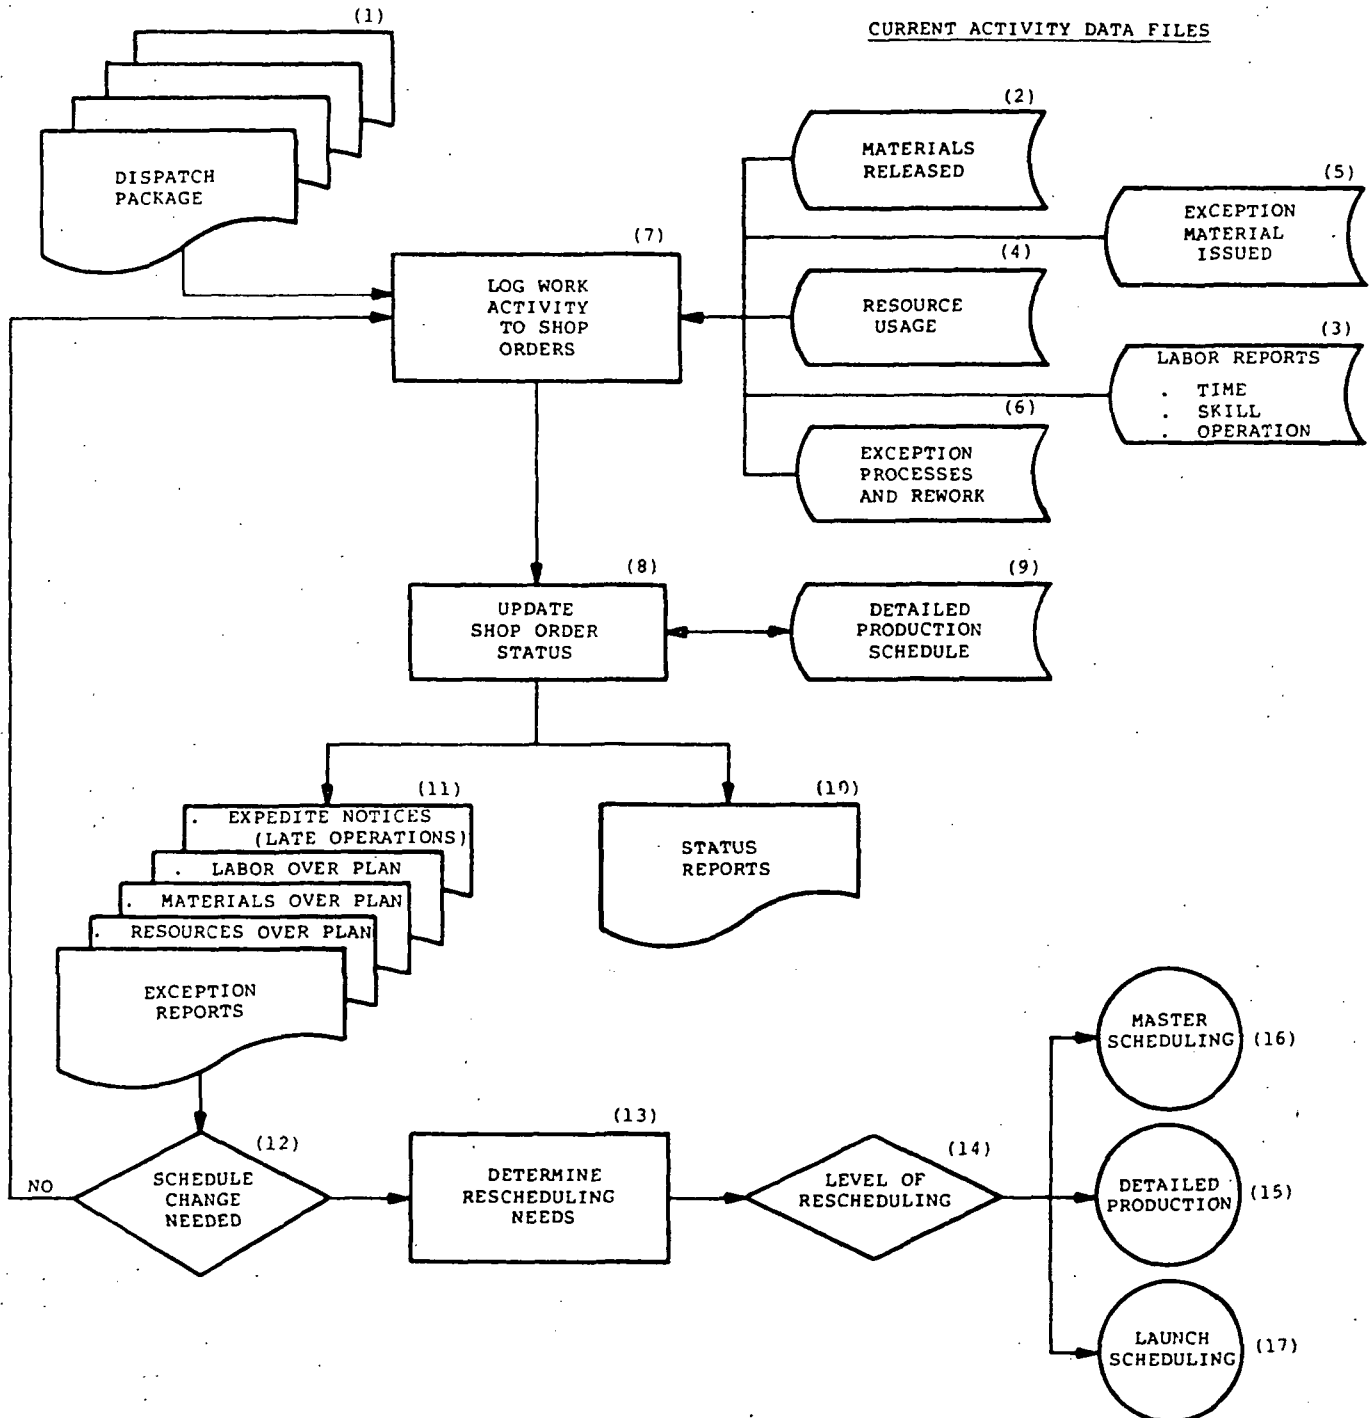 (1)
CURRENT ACTIVITY DATA FILES
DISPATCH
PACKAGE
(2)
MATERIALS
RELEASED
(5)
EXCEPTION
MATERIAL
ISSUED
(7)
LOG WORK
ACTIVITY
TO SHOP
ORDERS
(4)
RESOURCE
USAGE
(3)
LABOR REPORTS
. TIME
. SKILL
. OPERATION
(6)
EXCEPTION
PROCESSES
AND REWORK
(8)
UPDATE
SHOP ORDER
STATUS
(9)
DETAILED
PRODUCTION
SCHEDULE
(11)
. EXPEDITE NOTICES
(LATE OPERATIONS)
. LABOR OVER PLAN
. MATERIALS OVER PLAN
. RESOURCES OVER PLAN
EXCEPTION
REPORTS
(10)
STATUS
REPORTS
(12)
SCHEDULE
CHANGE
NEEDED
NO
(13)
DETERMINE
RESCHEDULING
NEEDS
(14)
LEVEL OF
RESCHEDULING
MASTER
SCHEDULING
(16)
DETAILED
PRODUCTION
(15)
LAUNCH
SCHEDULING
(17)